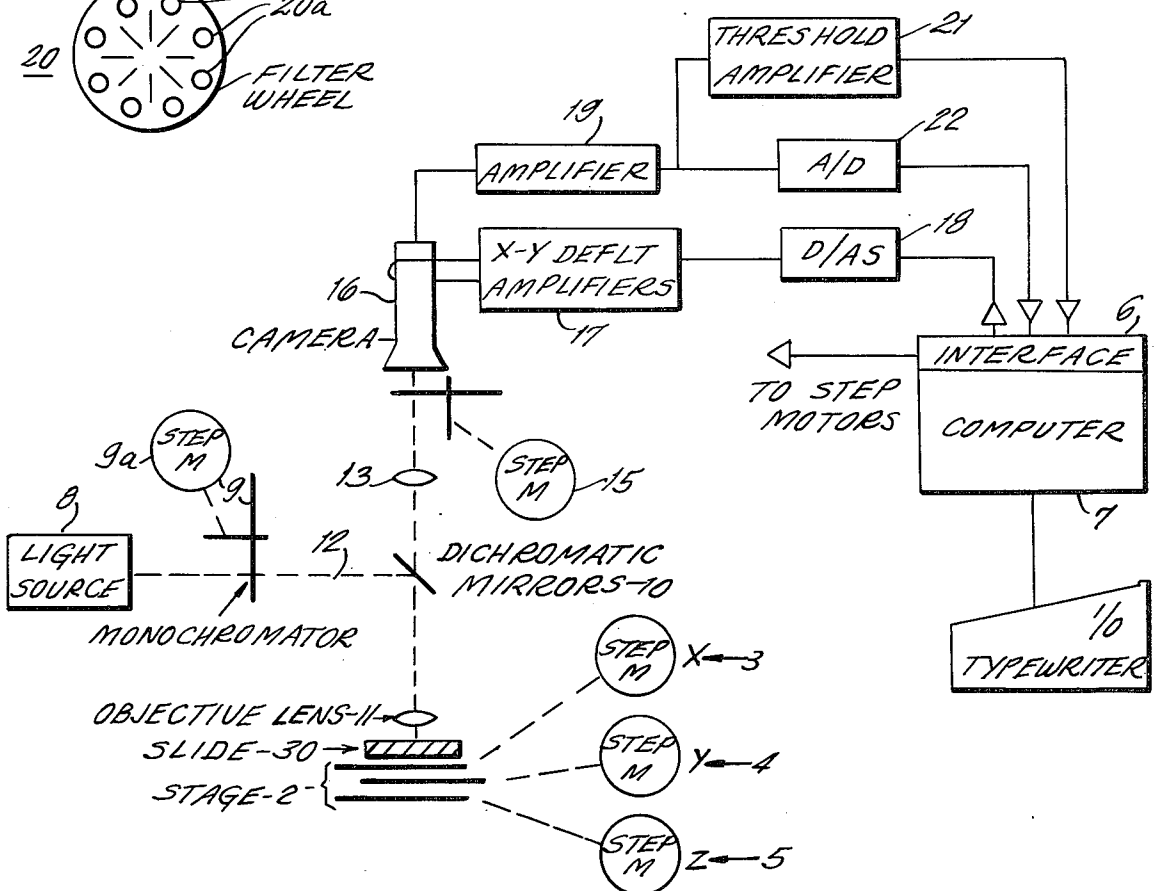 20a
20
FILTER
WHEEL
THRESHOLD
AMPLIFIER
21
19
AMPLIFIER
22
A/D
18
D/AS
X-Y DEFLT
AMPLIFIERS
17
16
CAMERA
6
INTERFACE
COMPUTER
7
TO STEP
MOTORS
STEP
M
9a
9
13
STEP
M
15
8
LIGHT
SOURCE
12
DICHROMATIC
MIRRORS-10
MONOCHROMATOR
I/O
TYPEWRITER
STEP
M
X
3
OBJECTIVE LENS-11
SLIDE-30
STAGE-2
STEP
M
Y
4
STEP
M
Z
5